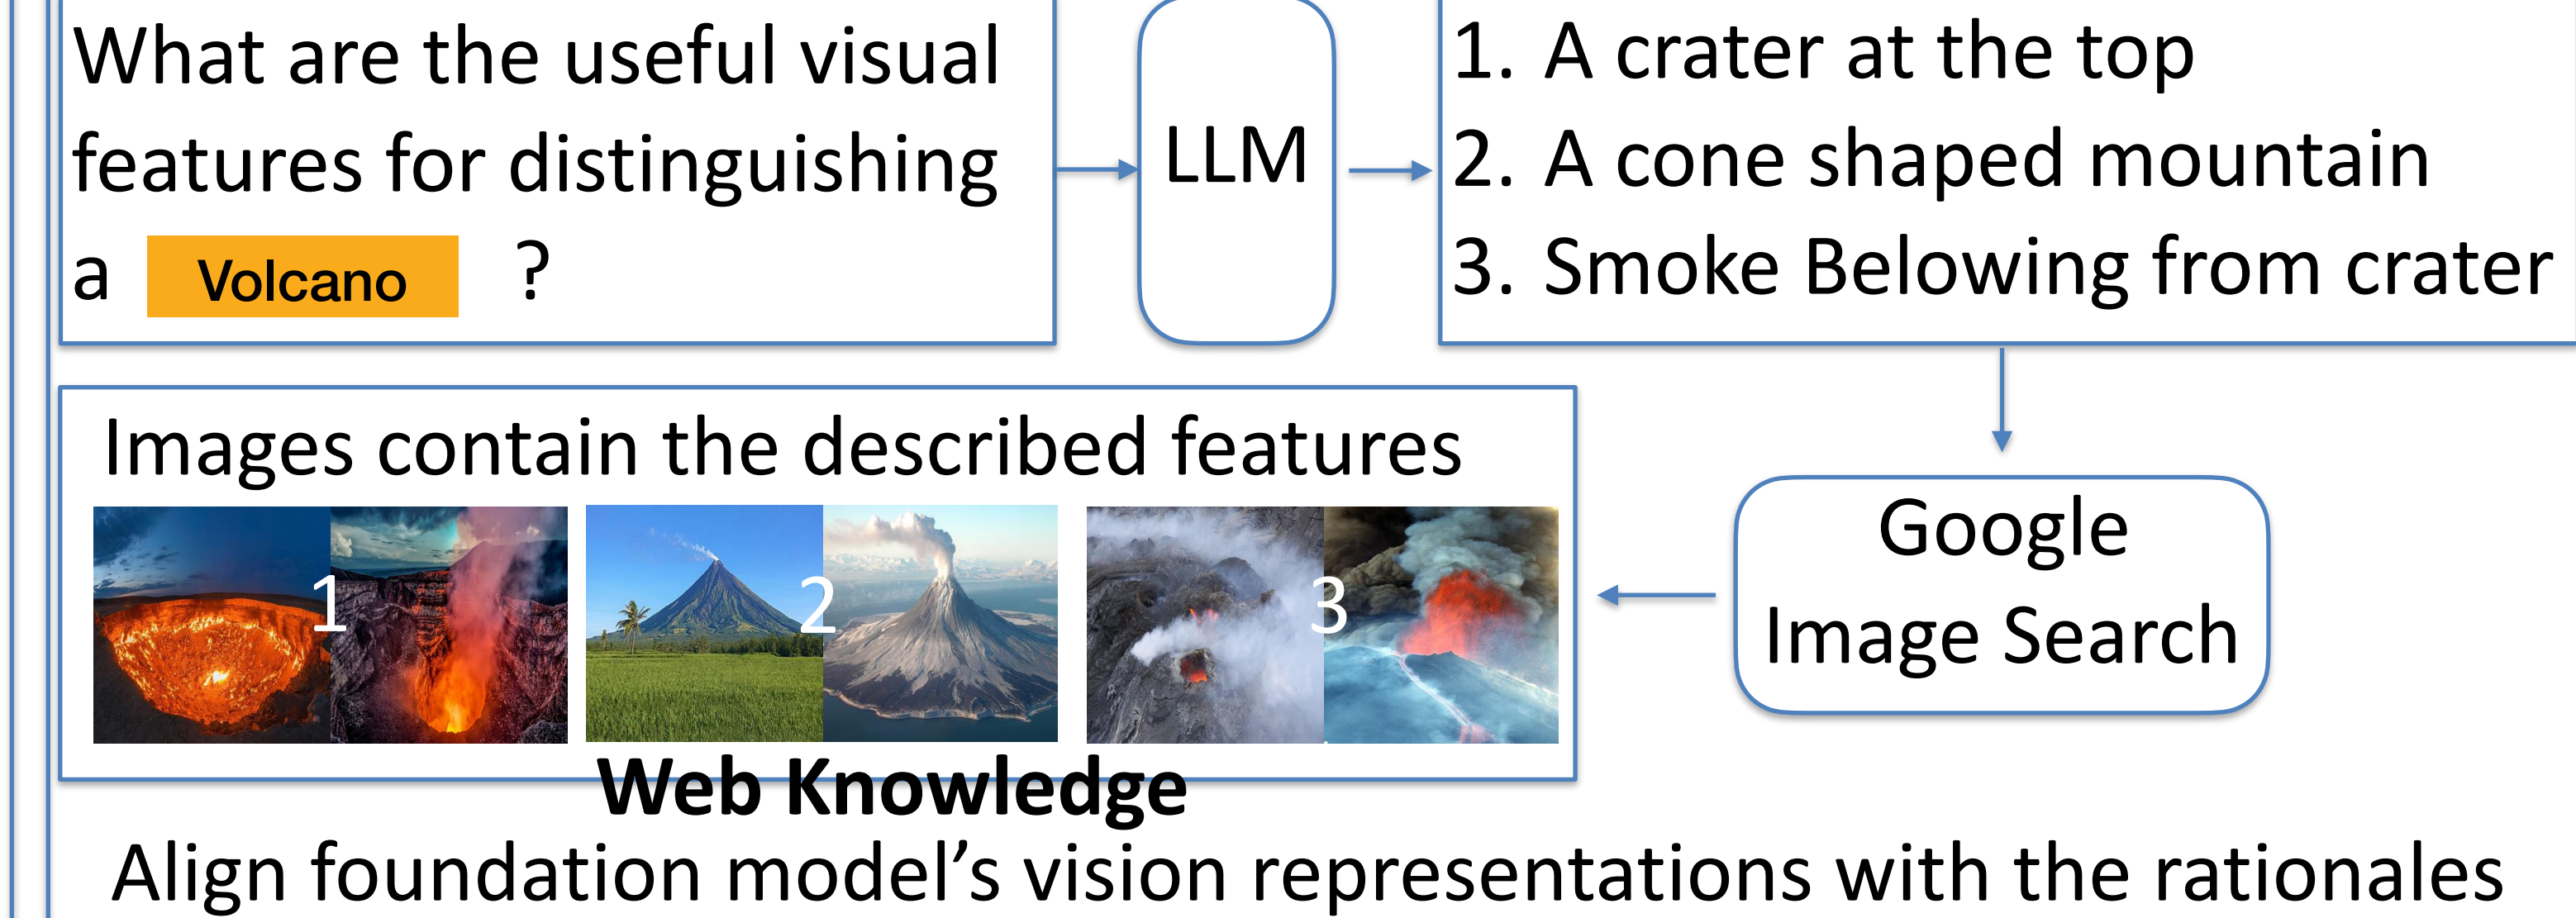 What are the useful visual
features for distinguishing
a Volcano ?
LLM
1. A crater at the top
2. A cone shaped mountain
3. Smoke Belowing from crater
Images contain the described features
1
2
3
Google
Image Search
Web Knowledge
Align foundation model’s vision representations with the rationales